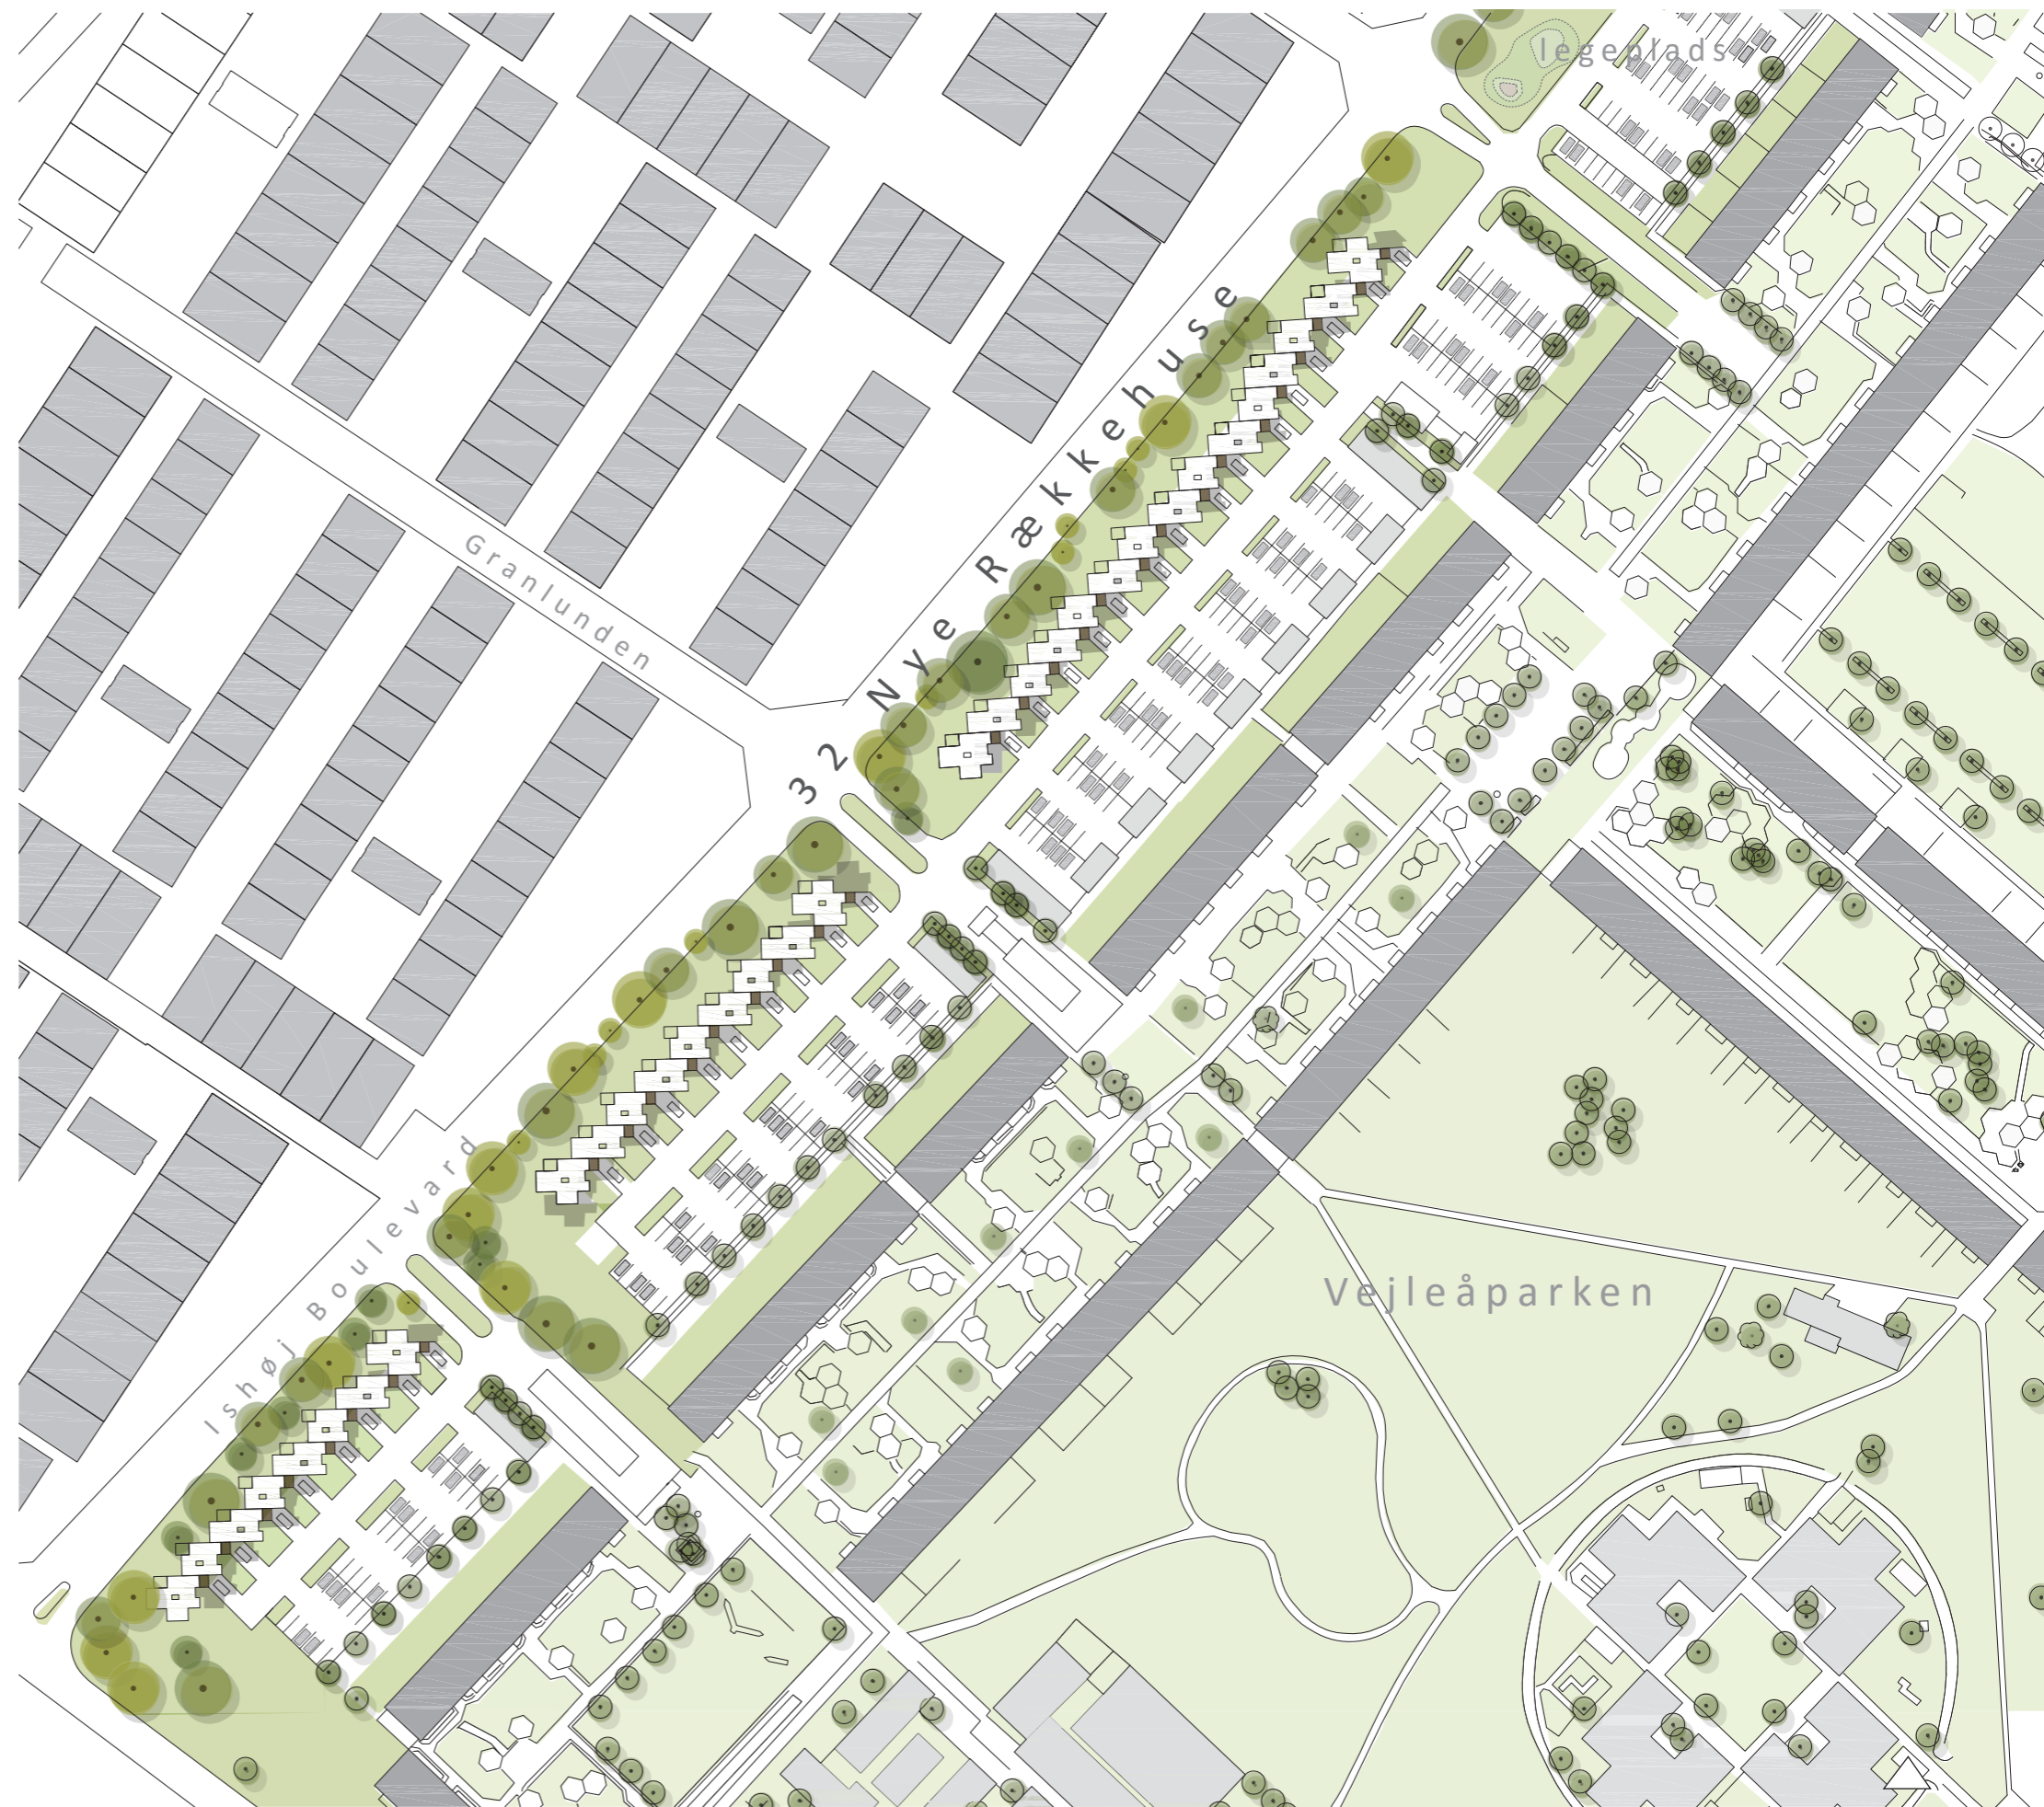 legeplads
32 Nye Rækkehuse
Granlunden
Ishøj Boulevard
Vejleåparken